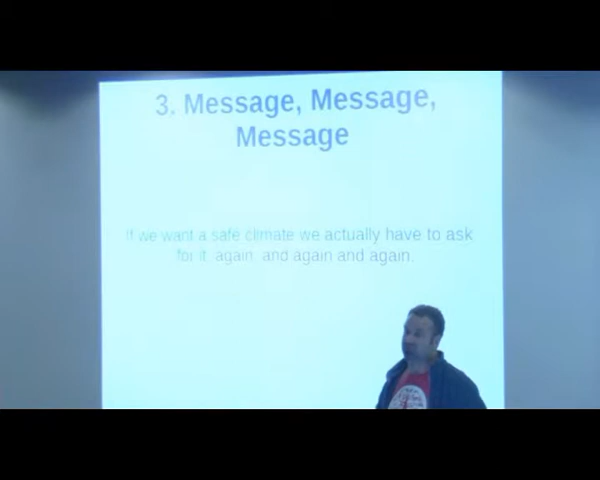 3. Message, Message,
Message
If we want a safe climate we actually have to ask
for it, again, and again and again.